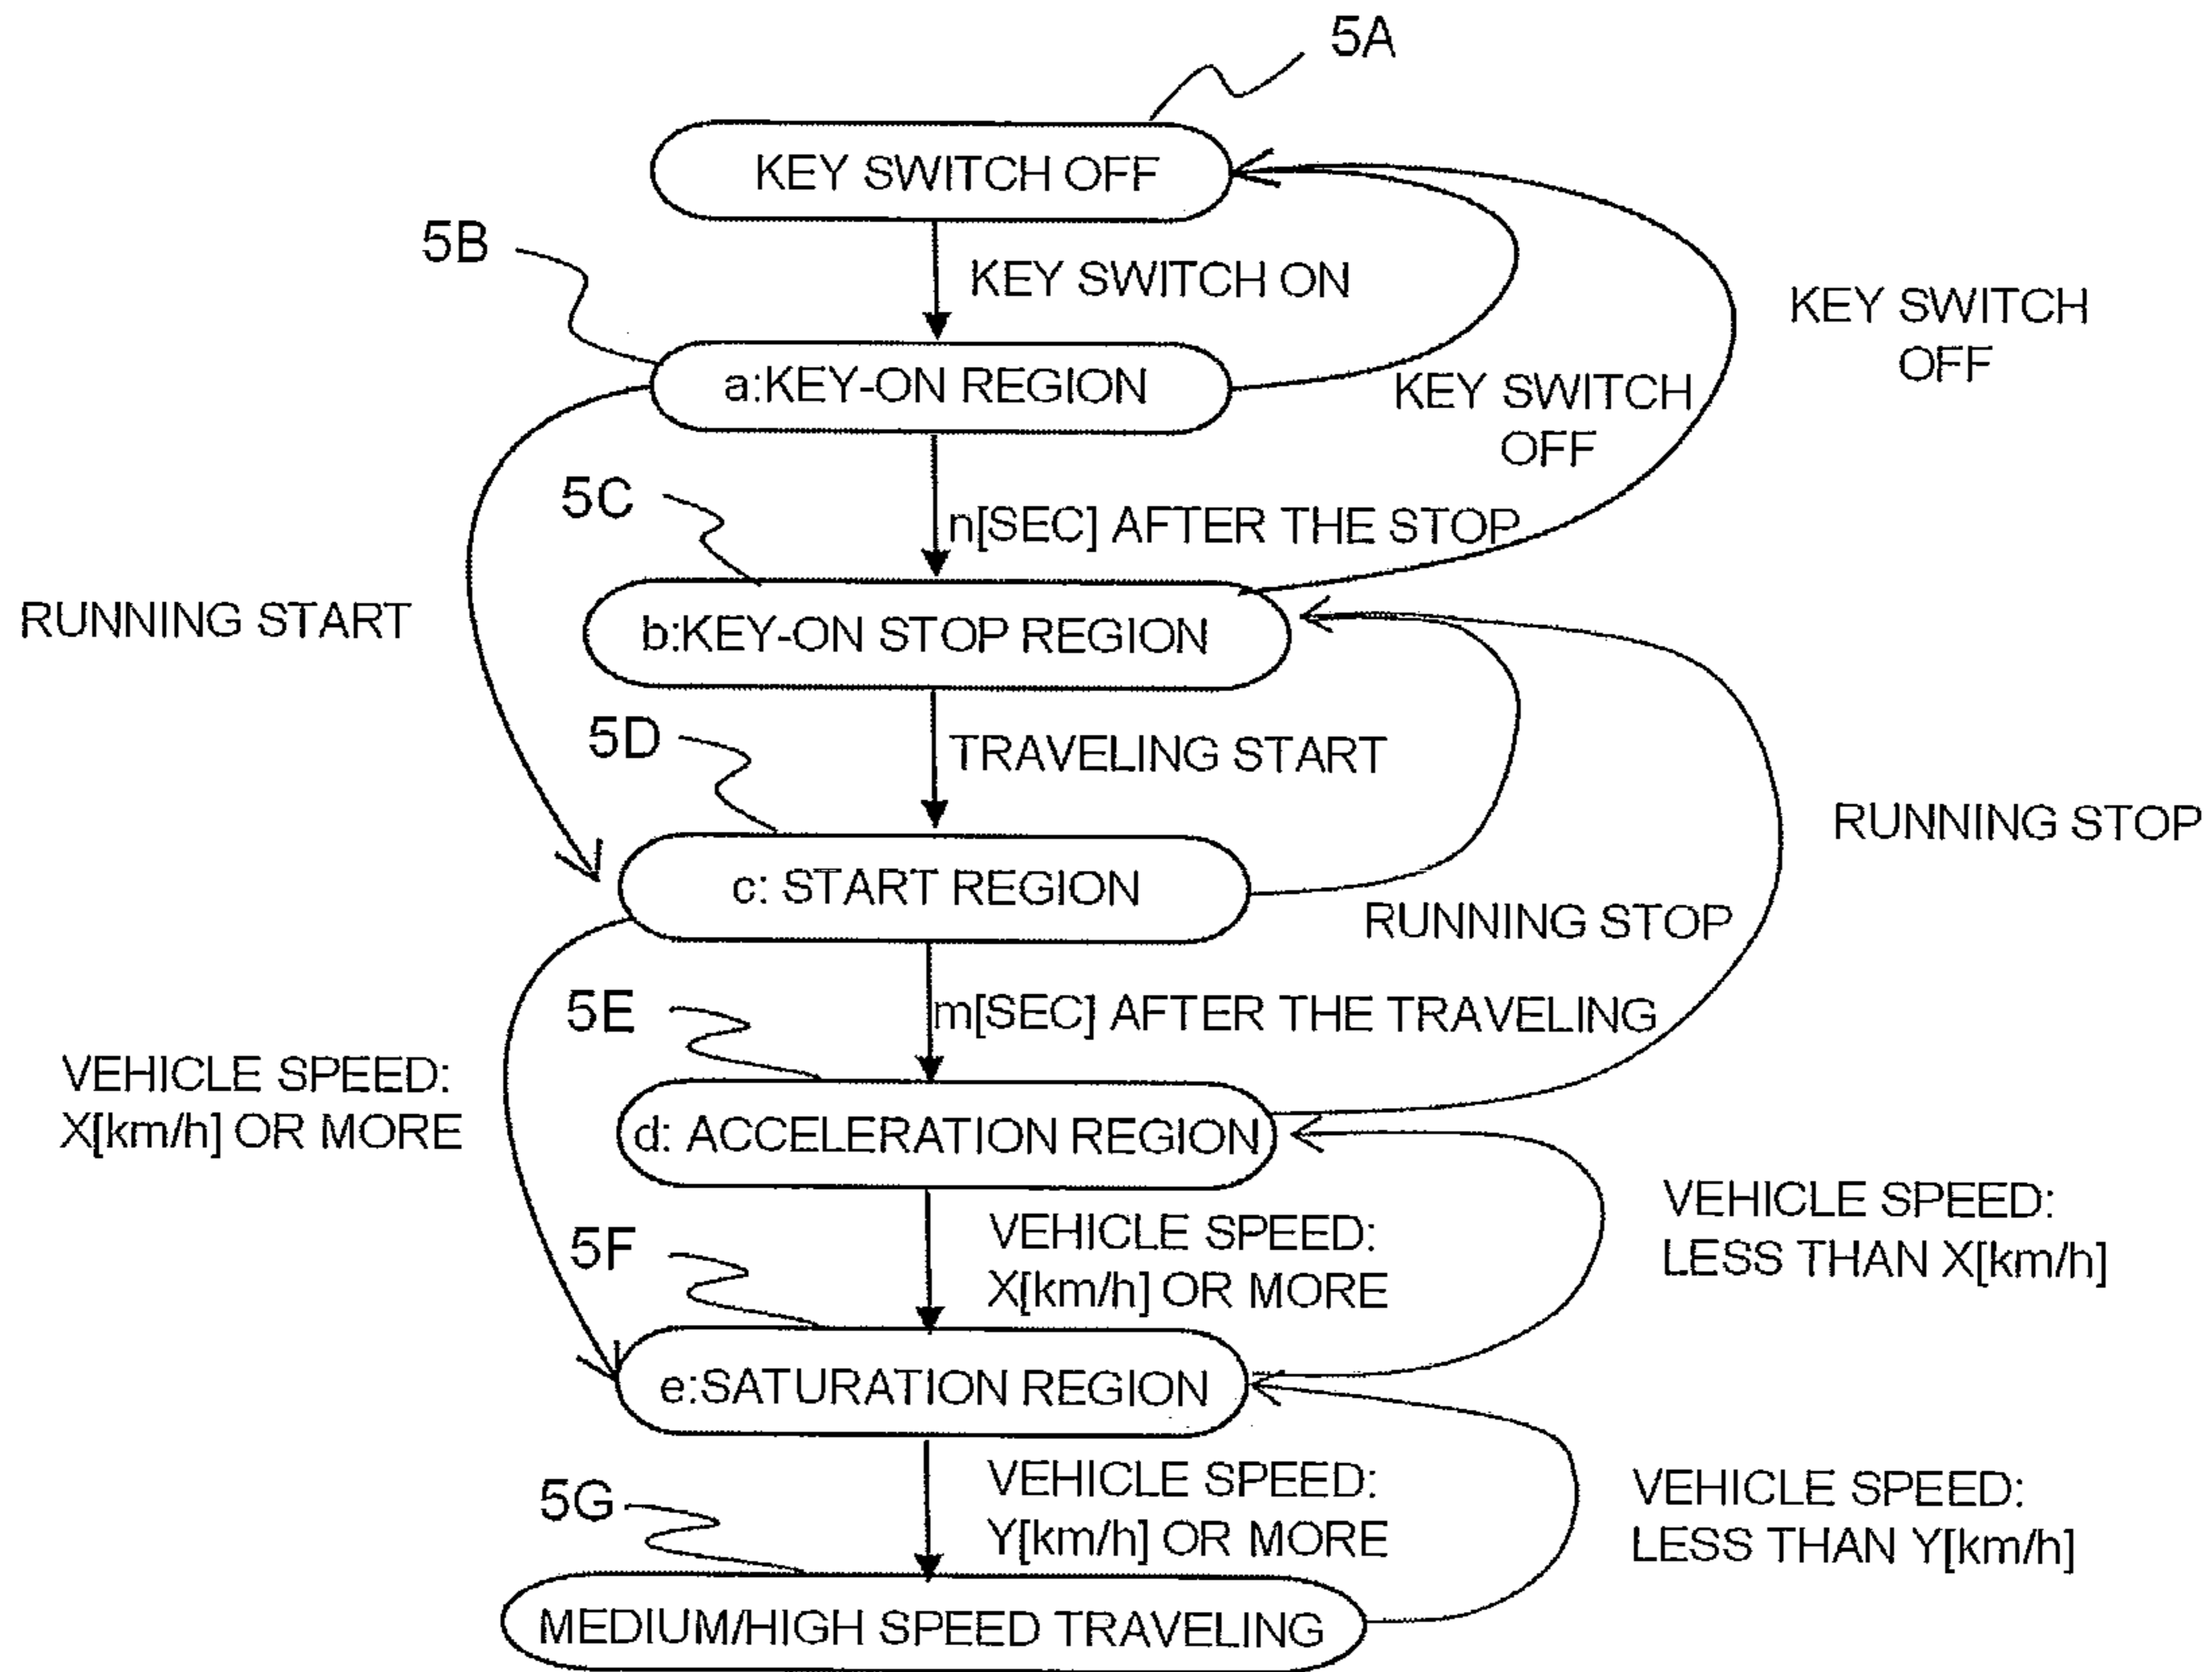 5A
KEY SWITCH OFF
5B
KEY SWITCH ON
KEY SWITCH
OFF
a:KEY-ON REGION
KEY SWITCH
OFF
5C
n[SEC] AFTER THE STOP
RUNNING START
b:KEY-ON STOP REGION
5D
TRAVELING START
RUNNING STOP
c: START REGION
RUNNING STOP
5E
m[SEC] AFTER THE TRAVELING
VEHICLE SPEED:
X[km/h] OR MORE
d: ACCELERATION REGION
VEHICLE SPEED:
LESS THAN X[km/h]
5F
VEHICLE SPEED:
X[km/h] OR MORE
e:SATURATION REGION
5G
VEHICLE SPEED:
Y[km/h] OR MORE
VEHICLE SPEED:
LESS THAN Y[km/h]
MEDIUM/HIGH SPEED TRAVELING